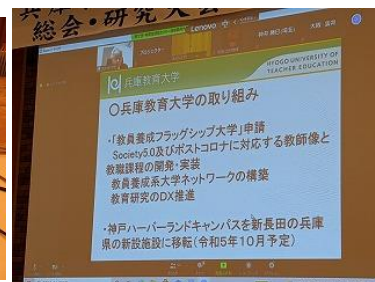 総会・研究大会
Lenovo
兵庫教育大学
HYOGO UNIVERSITY OF
TEACHER EDUCATION
〇兵庫教育大学の取り組み
・「教員養成フラッグシップ大学」申請
Society5.0及びポストコロナに対応する教師像と
教職課程の開発・実装
教員養成系大学ネットワークの構築
教育研究のDX推進
・神戸ハーバーランドキャンパスを新長田の兵庫
県の新設施設に移転(令和5年10月予定)